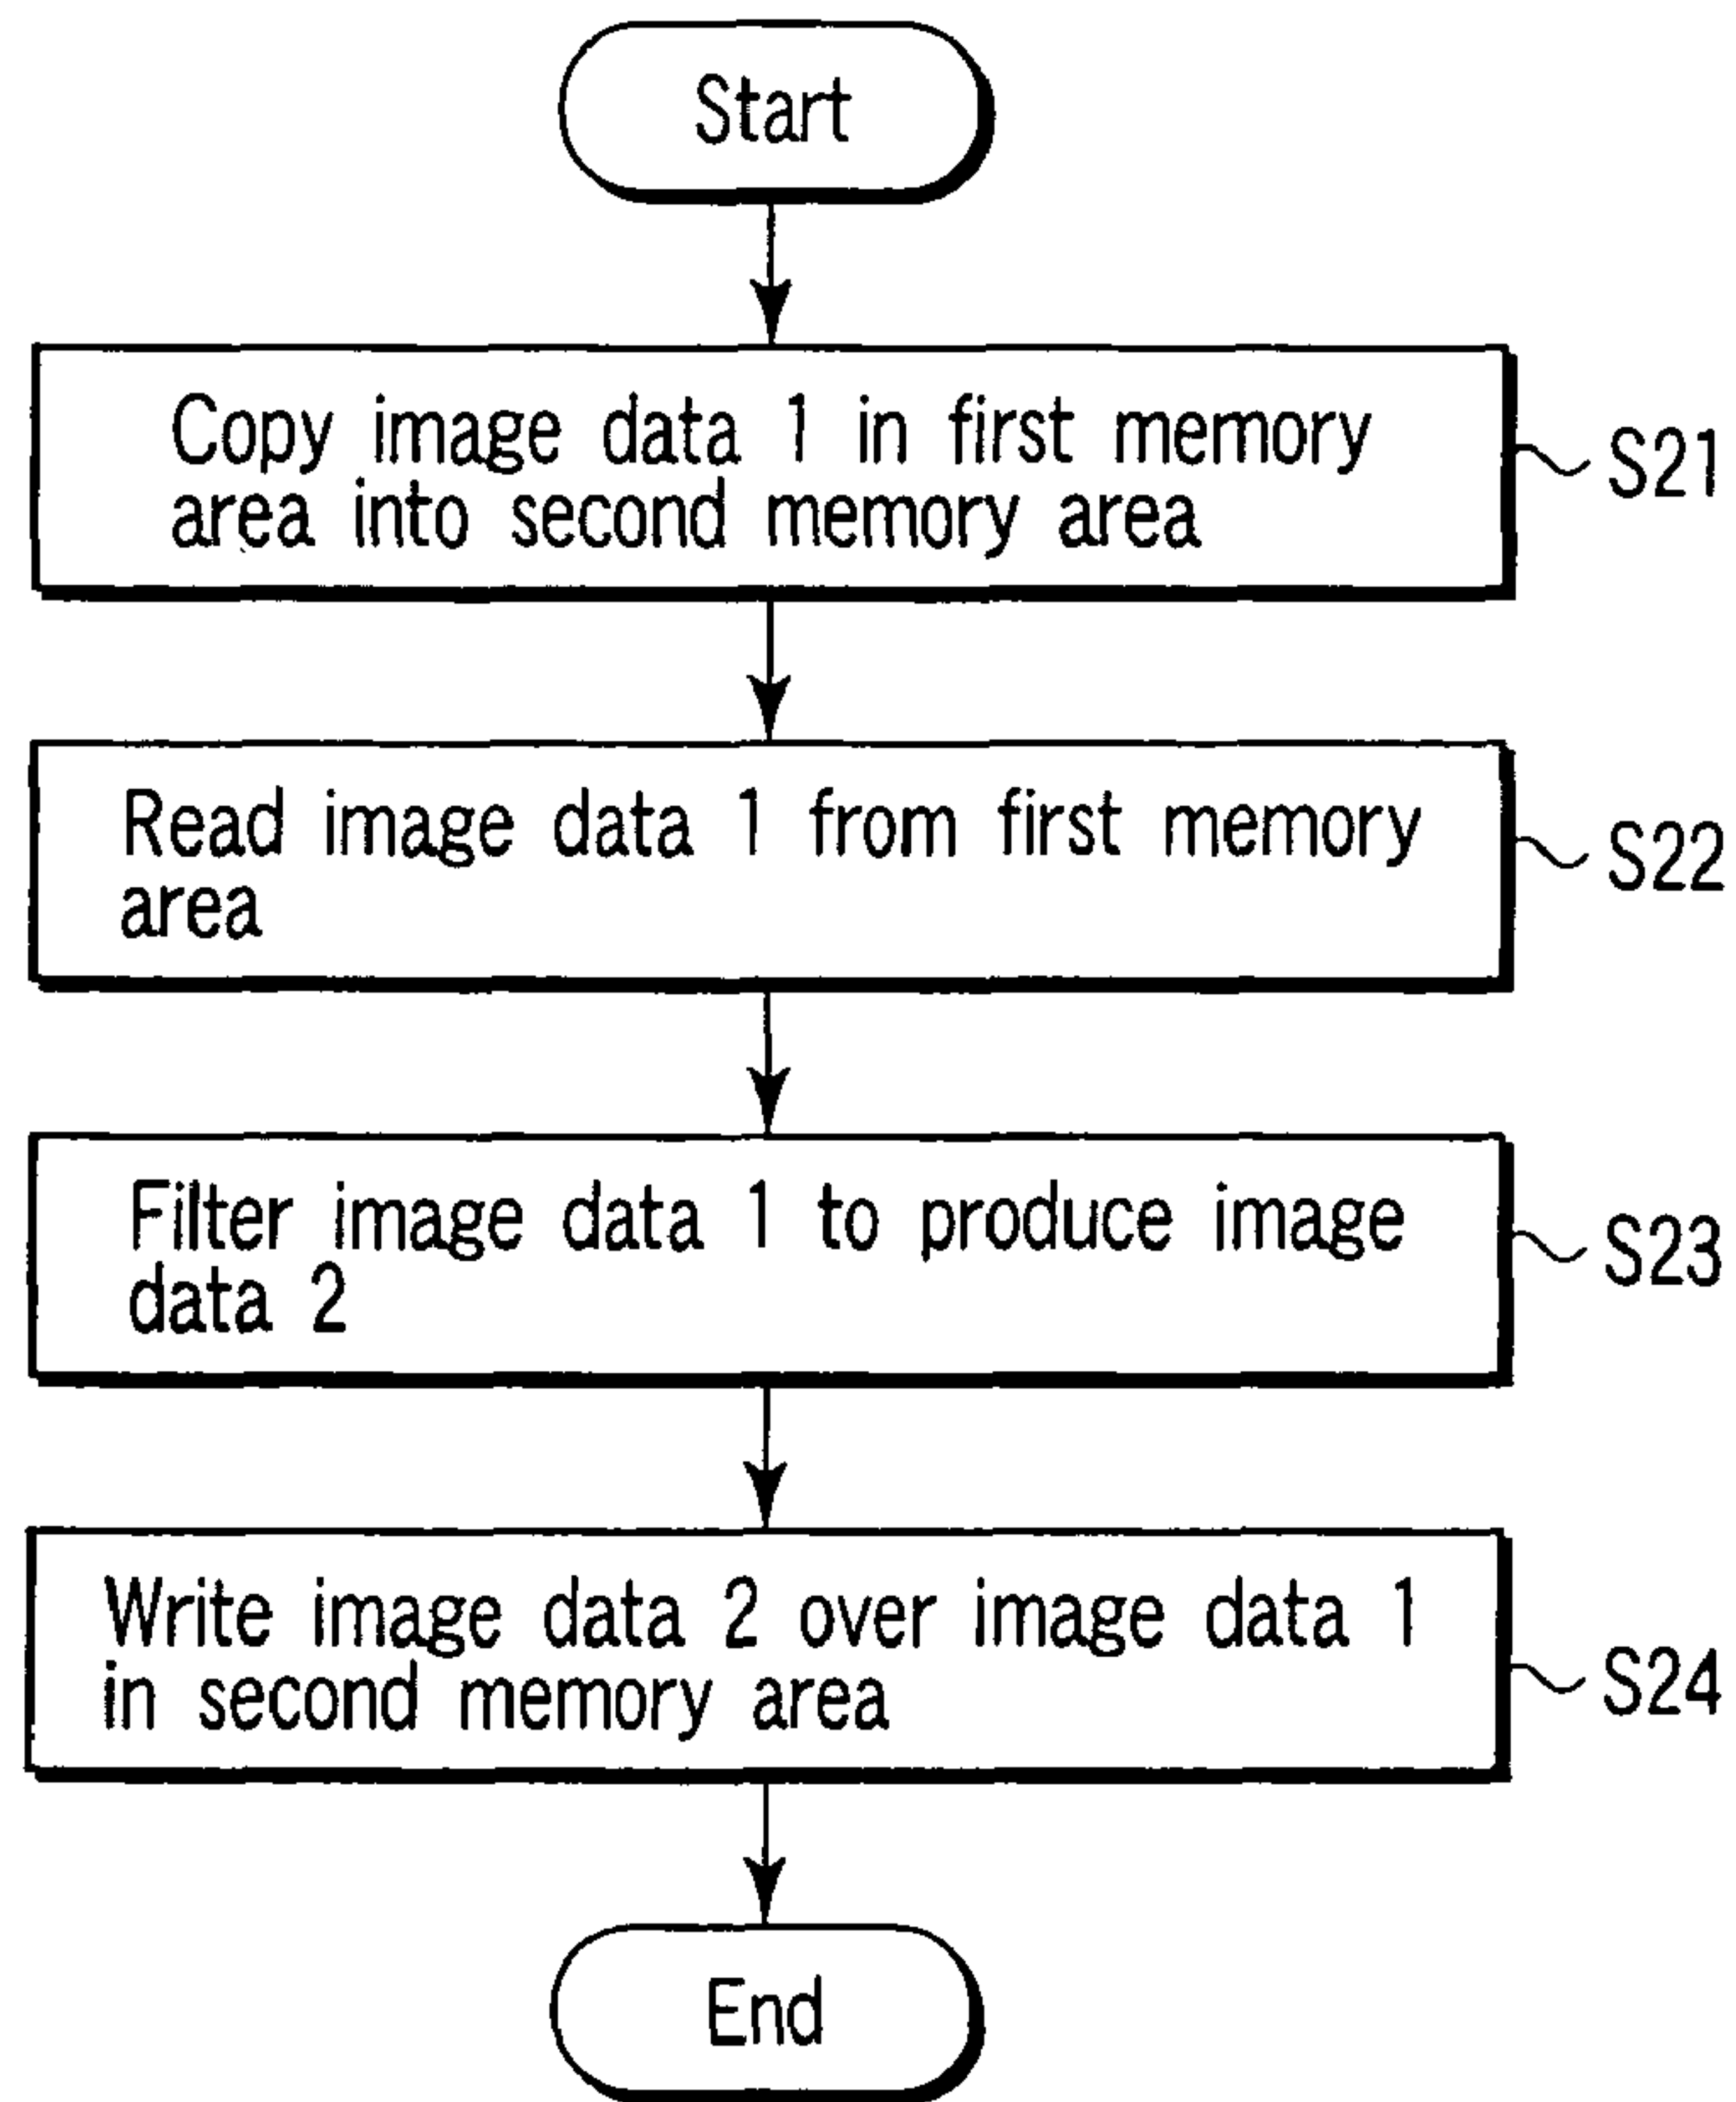 Start
Copy image data 1 in first memory
area into second memory area
S21
Read image data 1 from first memory
area
S22
Filter image data 1 to produce image
data 2
S23
Write image data 2 over image data 1
in second memory area
S24
End